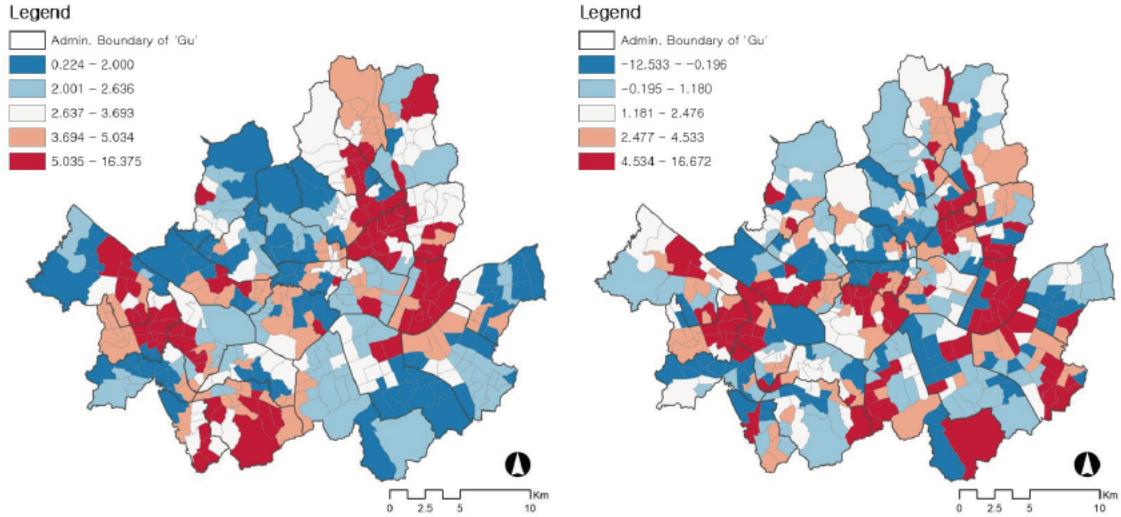 Legend
Admin. Boundary of 'Gu'
0.224 - 2.000
2.001 - 2.636
2.637 - 3.693
3.694 - 5.034
5.035 - 16.375
0 2.5 5 10
Km
Legend
Admin. Boundary of 'Gu'
-12.533 - -0.196
-0.195 - 1.180
1.181 - 2.476
2.477 - 4.533
4.534 - 16.672
0 2.5 5 10
Km